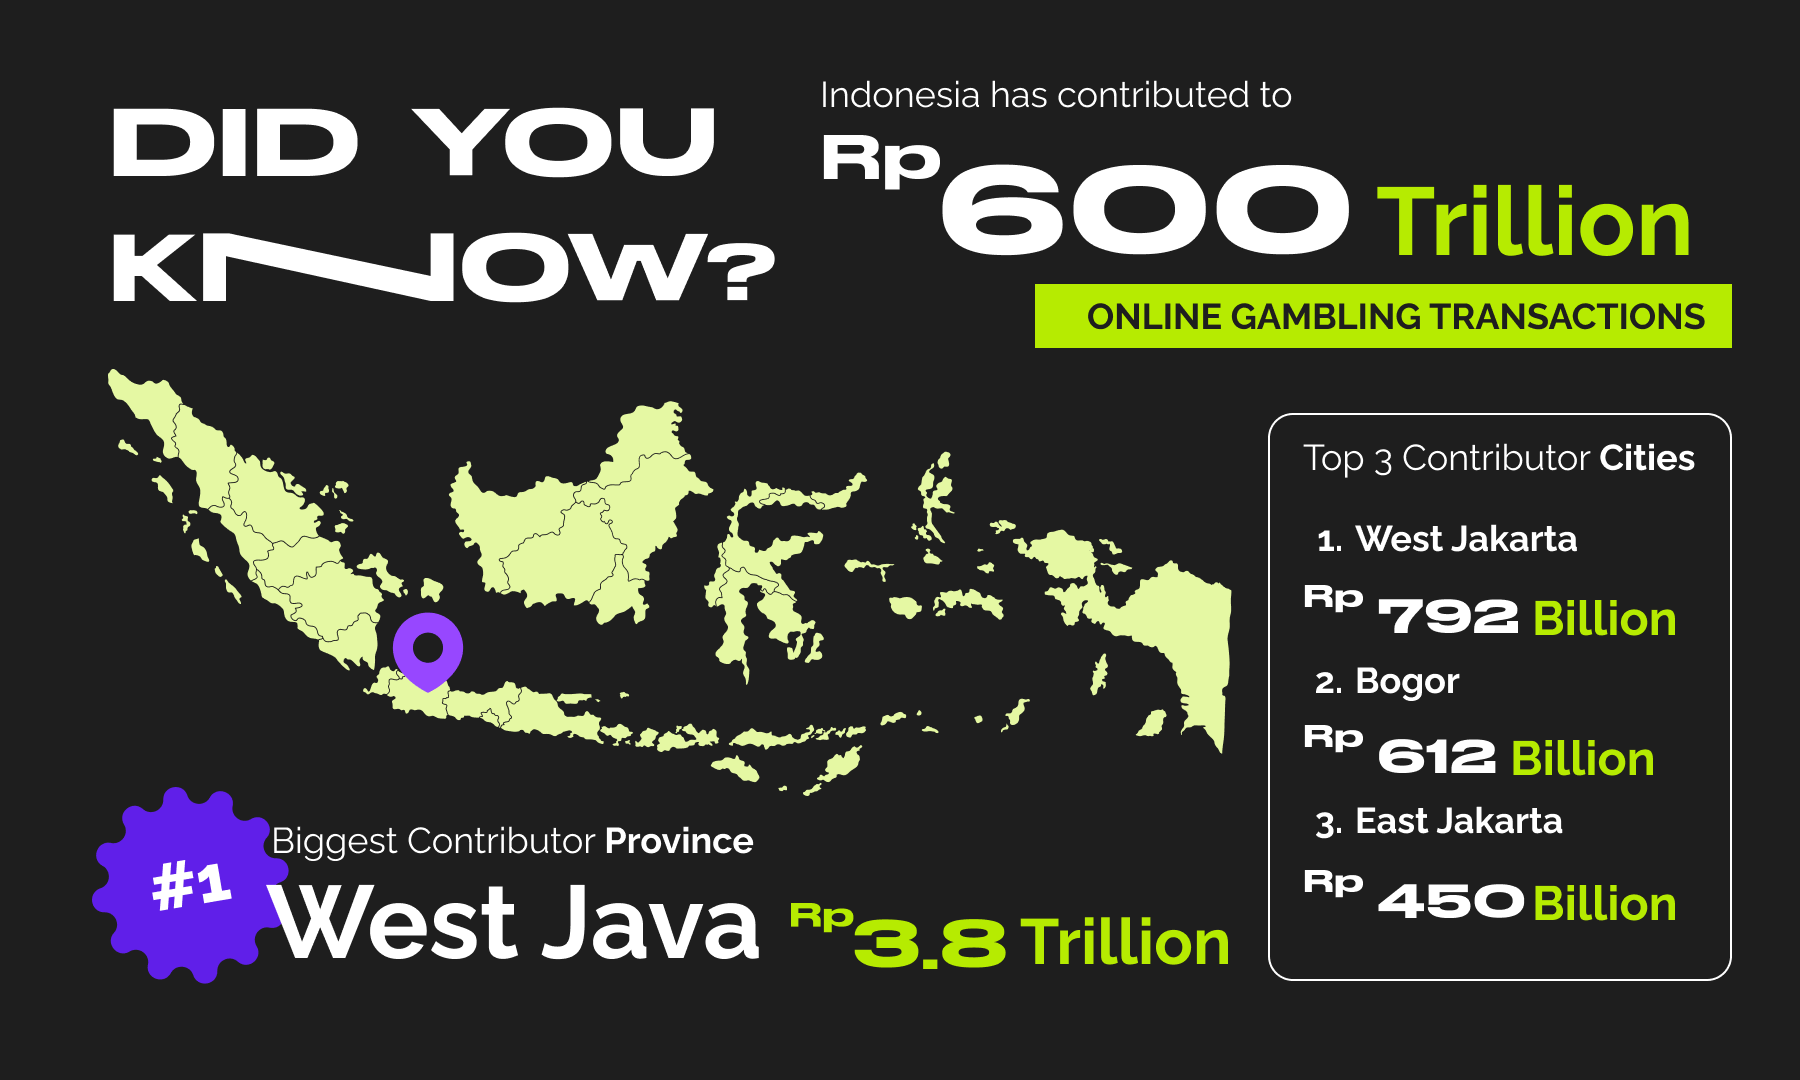 DID YOU
KNOW?
Indonesia has contributed to
Rp 600 Trillion
ONLINE GAMBLING TRANSACTIONS
Top 3 Contributor Cities
1. West Jakarta
Rp 792 Billion
2. Bogor
Rp 612 Billion
3. East Jakarta
Rp 450 Billion
#1
Biggest Contributor Province
West Java Rp 3.8 Trillion